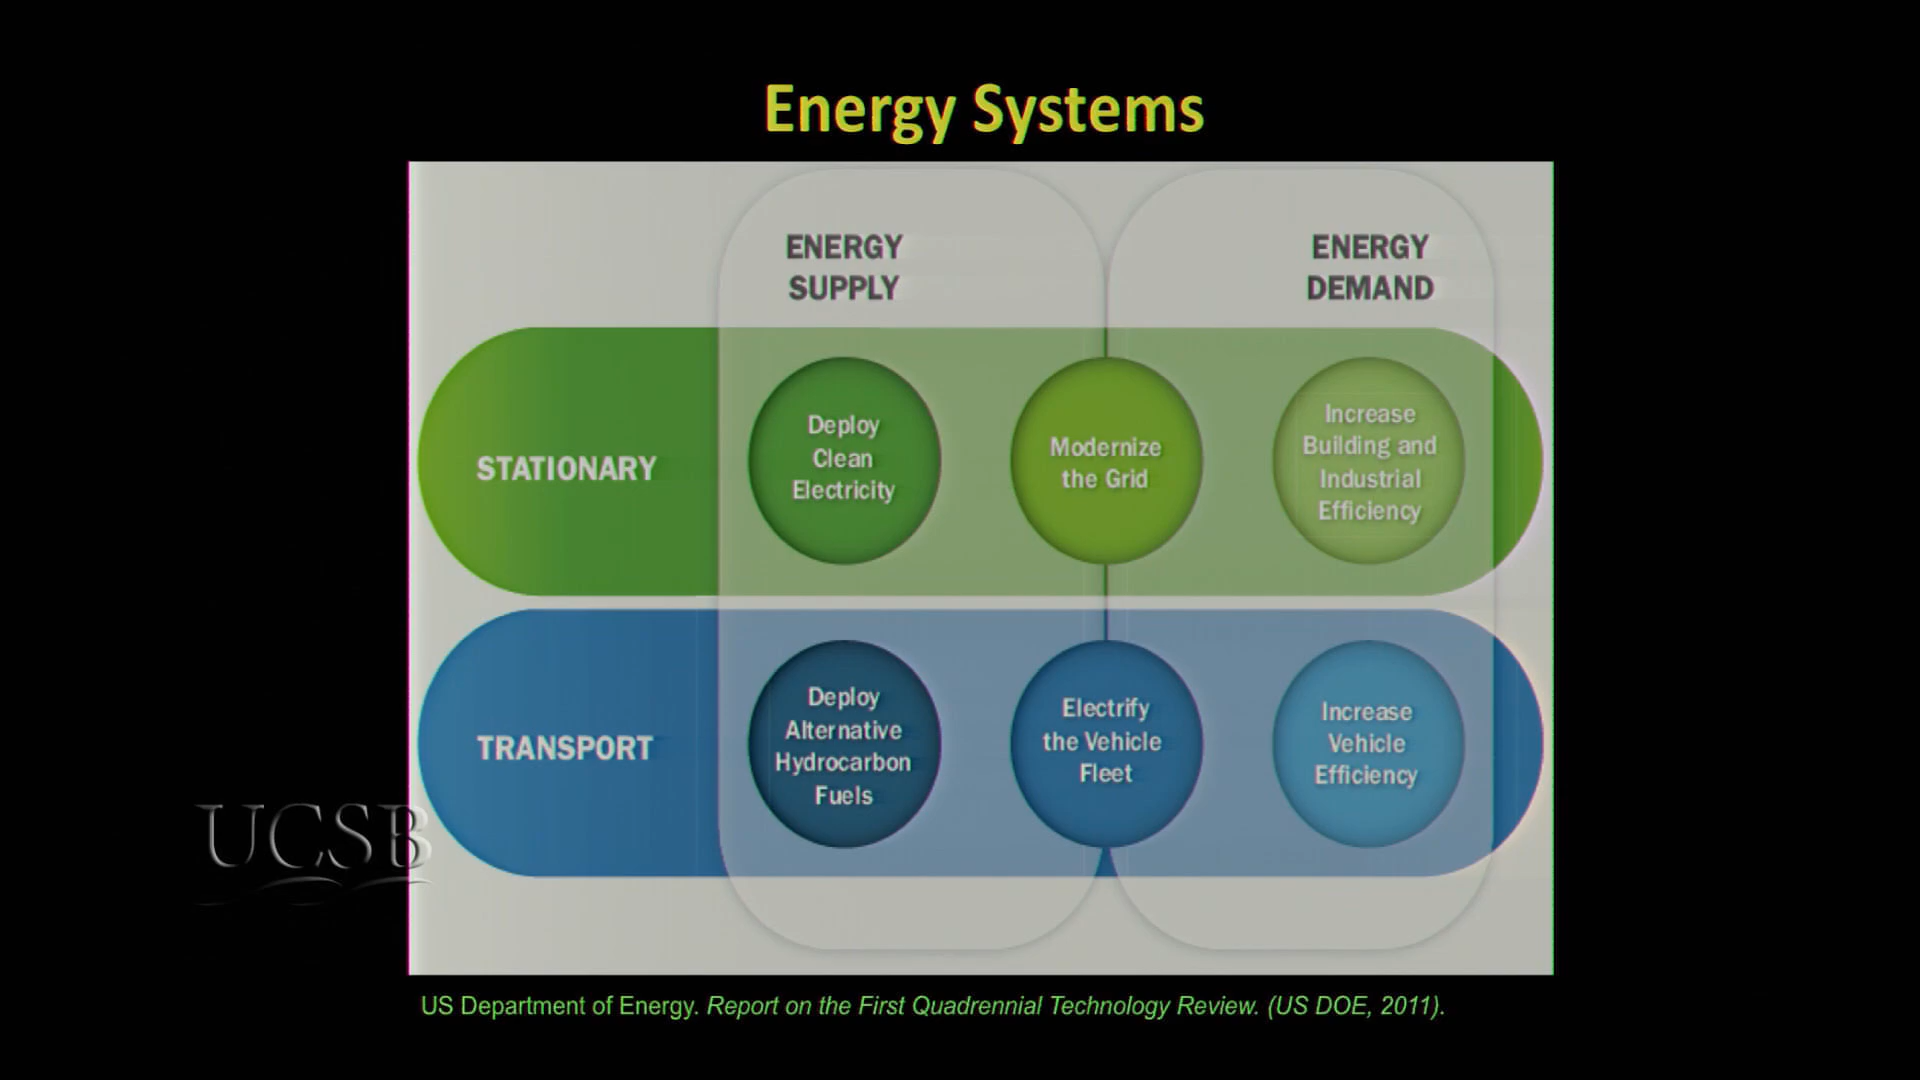 Energy Systems
ENERGY
SUPPLY
ENERGY
DEMAND
STATIONARY
Deploy
Clean
Electricity
Modernize
the Grid
Increase
Building and
Industrial
Efficiency
TRANSPORT
Deploy
Alternative
Hydrocarbon
Fuels
Electrify
the Vehicle
Fleet
Increase
Vehicle
Efficiency
UCSB
US Department of Energy. Report on the First Quadrennial Technology Review. (US DOE, 2011).